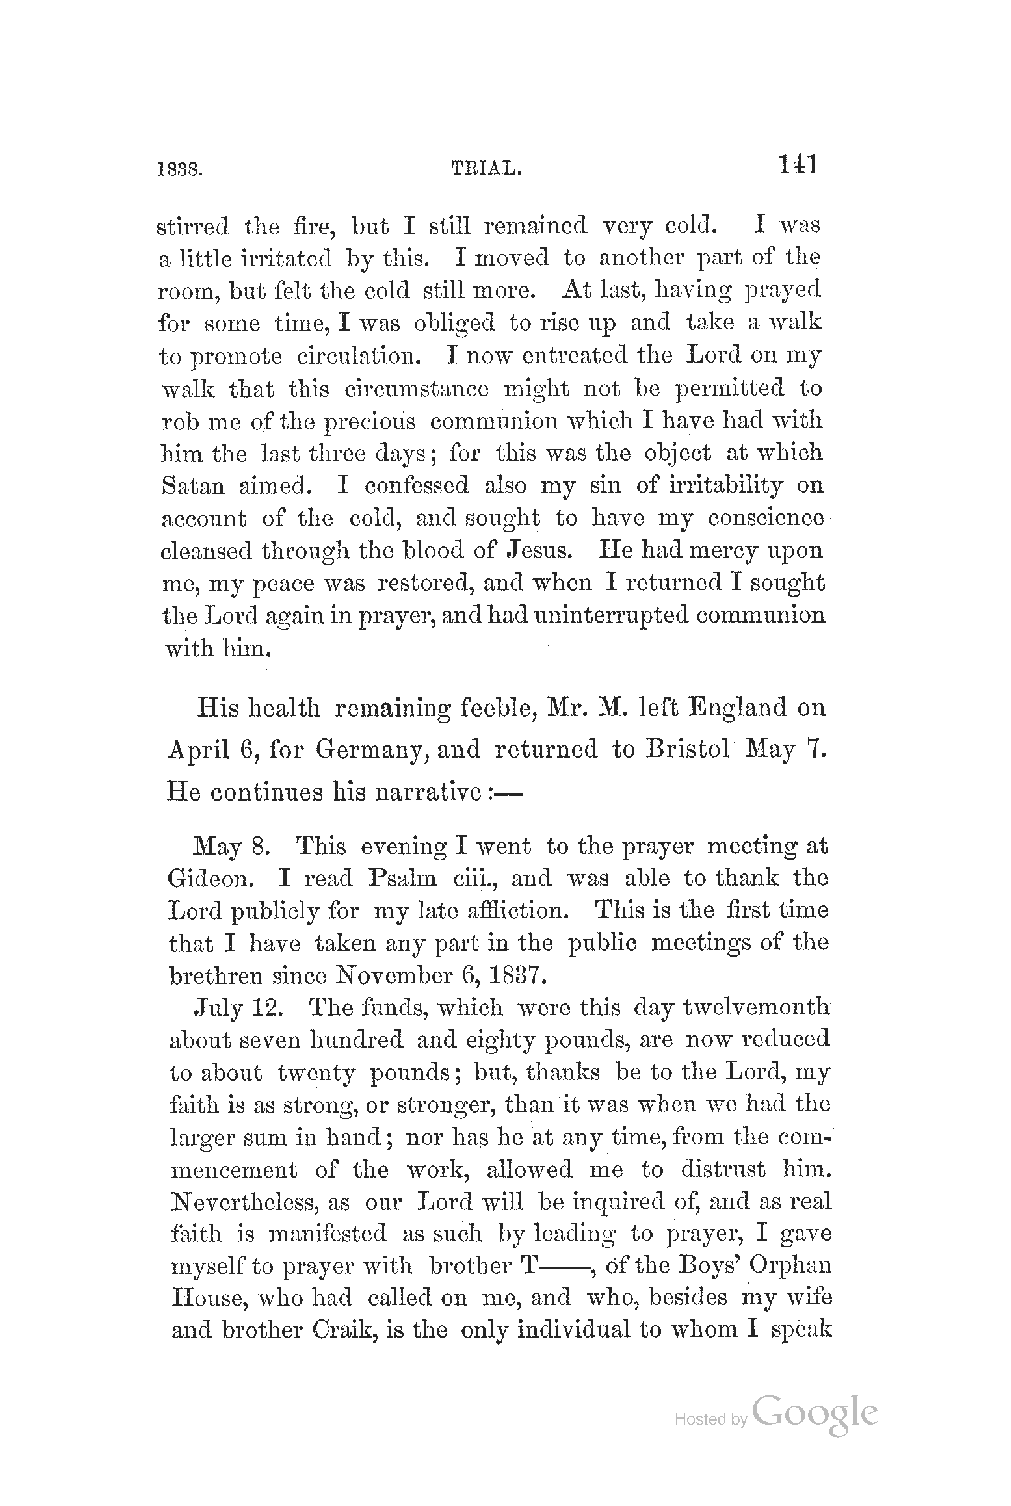 1838. TRIAL. 141
stirred the fire, but I still remained very cold. I was
a little irritated by this. I moved to another part of the
room, but felt the cold still more. At last, having prayed
for some time, I was obliged to rise up and take a walk
to promote circulation. I now entreated the Lord on my
walk that this circumstance might not be permitted to
rob me of the precious communion which I have had with
him the last three days; for this was the object at which
Satan aimed. I confessed also my sin of irritability on
account of the cold, and sought to have my conscience
cleansed through the blood of Jesus. He had mercy upon
me, my peace was restored, and when I returned I sought
the Lord again in prayer, and had uninterrupted communion
with him.
His health remaining feeble, Mr. M. left England on
April 6, for Germany, and returned to Bristol May 7.
He continues his narrative:—
May 8. This evening I went to the prayer meeting at
Gideon. I read Psalm ciii., and was able to thank the
Lord publicly for my late affliction. This is the first time
that I have taken any part in the public meetings of the
brethren since November 6, 1837.
July 12. The funds, which were this day twelvemonth
about seven hundred and eighty pounds, are now reduced
to about twenty pounds; but, thanks be to the Lord, my
faith is as strong, or stronger, than it was when we had the
larger sum in hand; nor has he at any time, from the com-
mencement of the work, allowed me to distrust him.
Nevertheless, as our Lord will be inquired of, and as real
faith is manifested as such by leading to prayer, I gave
myself to prayer with brother T——, of the Boys' Orphan
House, who had called on me, and who, besides my wife
and brother Craik, is the only individual to whom I speak
Hosted by Google